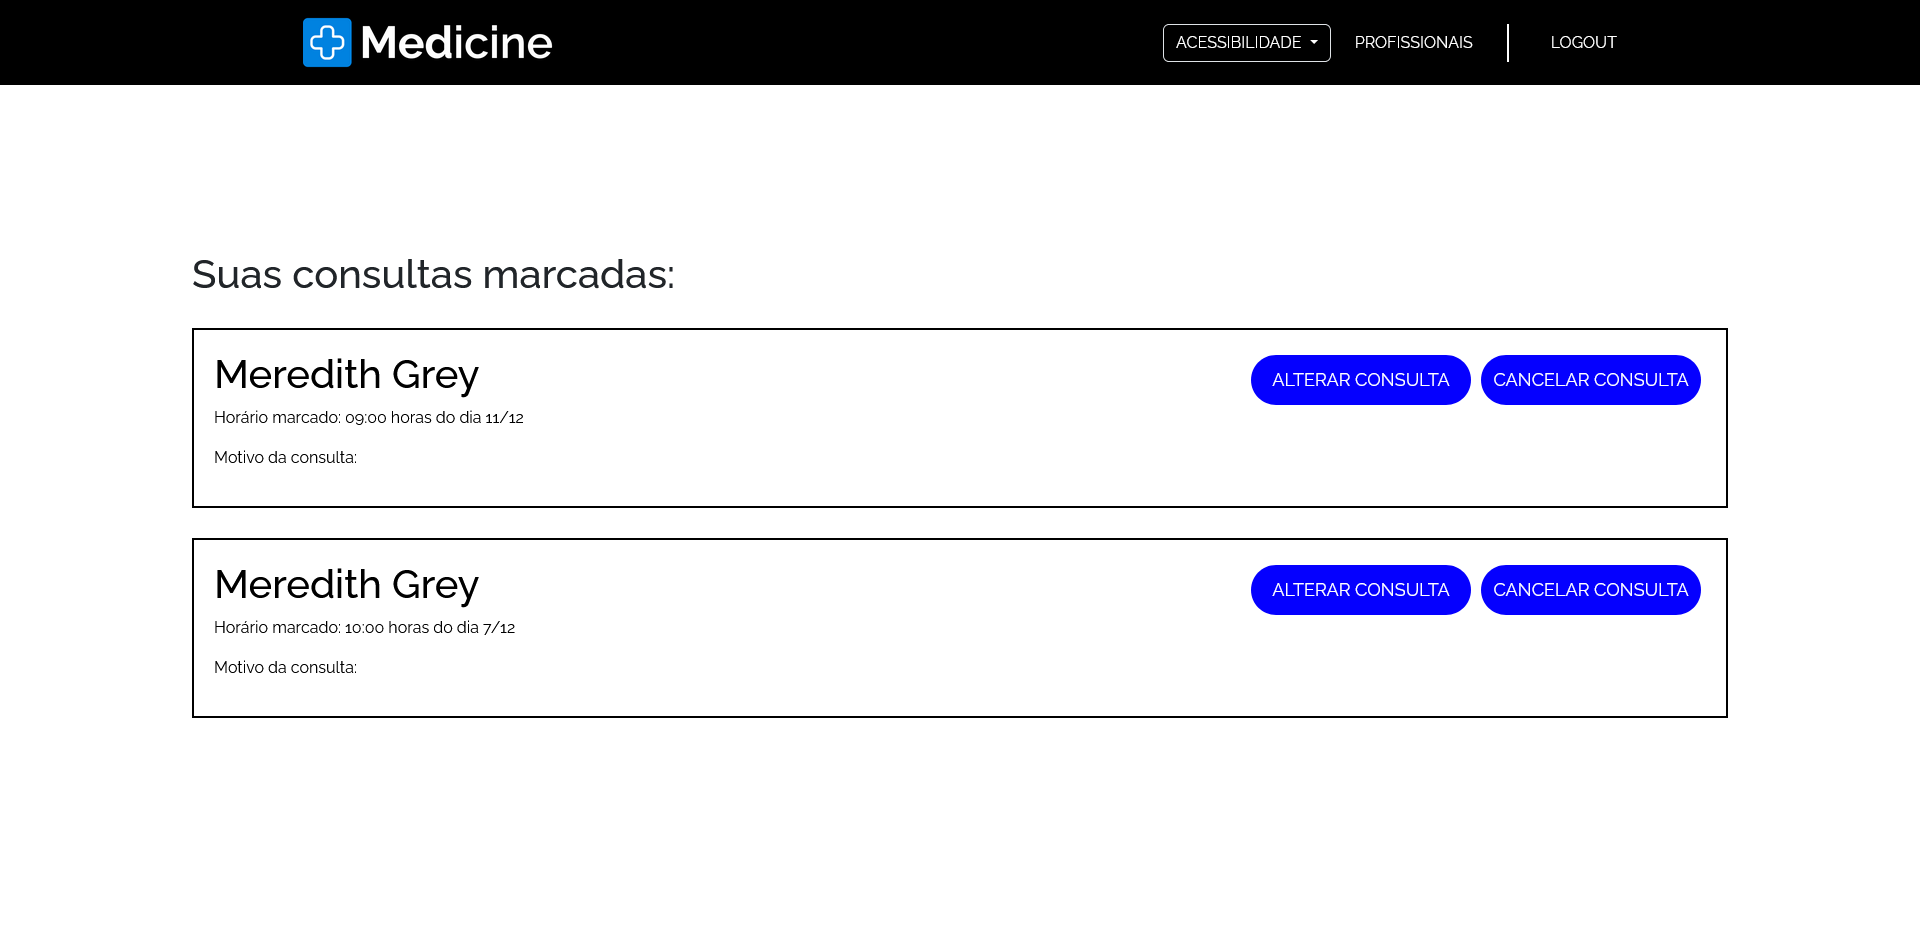 Medicine
ACESSIBILIDADE
PROFISSIONAIS
LOGOUT
Suas consultas marcadas:
Meredith Grey
ALTERAR CONSULTA
CANCELAR CONSULTA
Horário marcado: 09:00 horas do dia 11/12
Motivo da consulta:
Meredith Grey
ALTERAR CONSULTA
CANCELAR CONSULTA
Horário marcado: 10:00 horas do dia 7/12
Motivo da consulta: